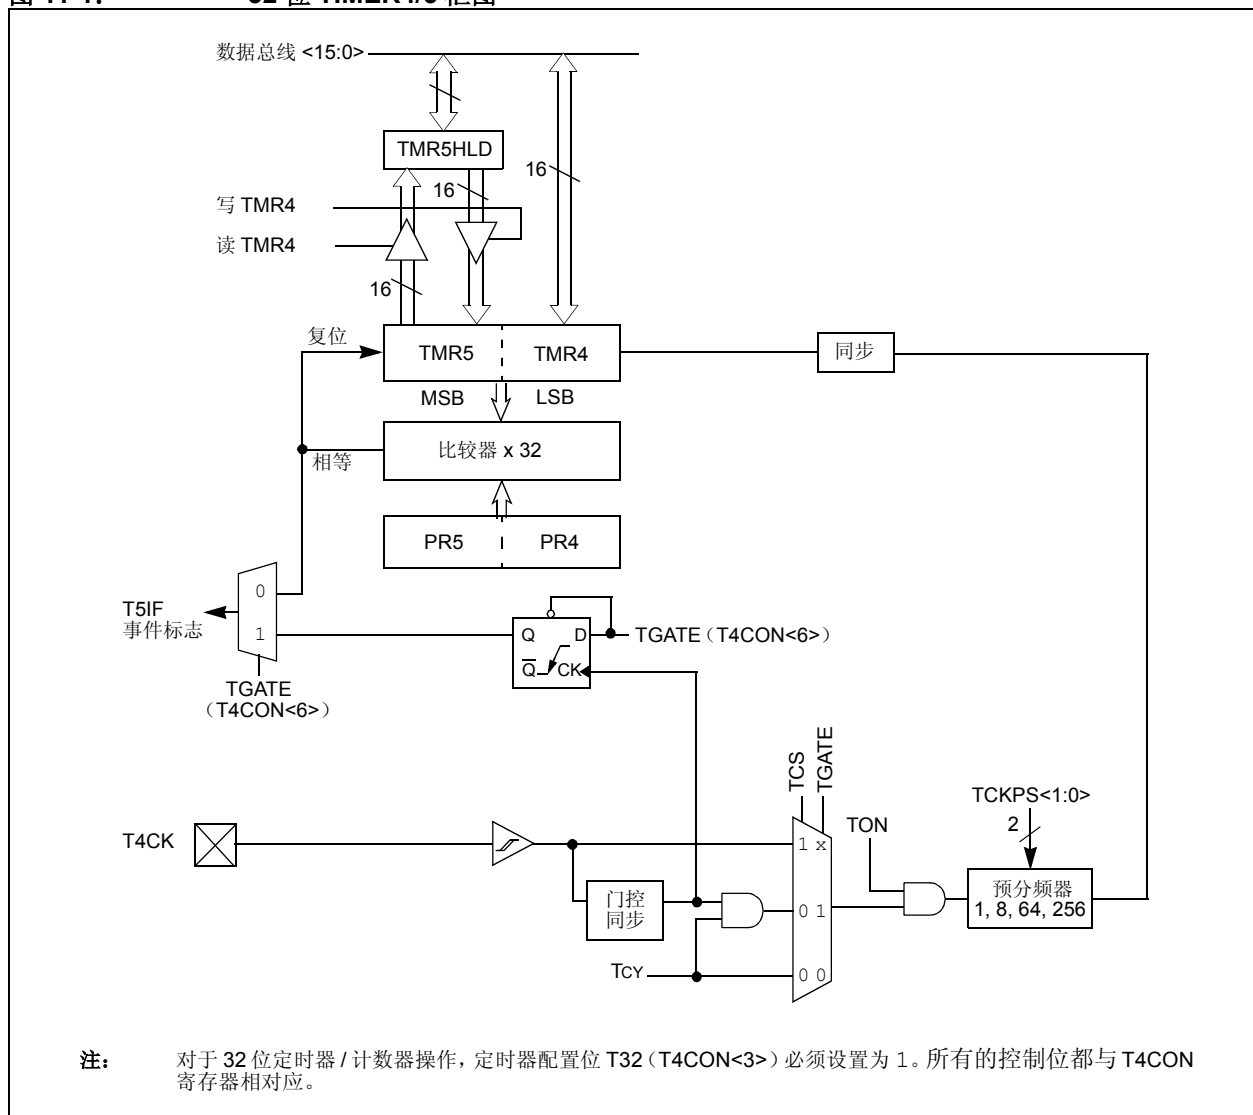 数据总线 <15:0>
TMR5HLD
16
16
写 TMR4
读 TMR4
16
复位
TMR5
TMR4
同步
MSB
LSB
比较器 x 32
相等
PR5
PR4
0
1
T5IF
事件标志
Q
D
TGATE（T4CON<6>）
Q
CK
TGATE
（T4CON<6>）
TCS
TGATE
TCKPS<1:0>
2
TON
T4CK
1 x
预分频器
1, 8, 64, 256
门控
同步
0 1
TCY
0 0
注： 对于 32 位定时器 / 计数器操作，定时器配置位 T32（T4CON<3>）必须设置为 1。所有的控制位都与 T4CON
寄存器相对应。